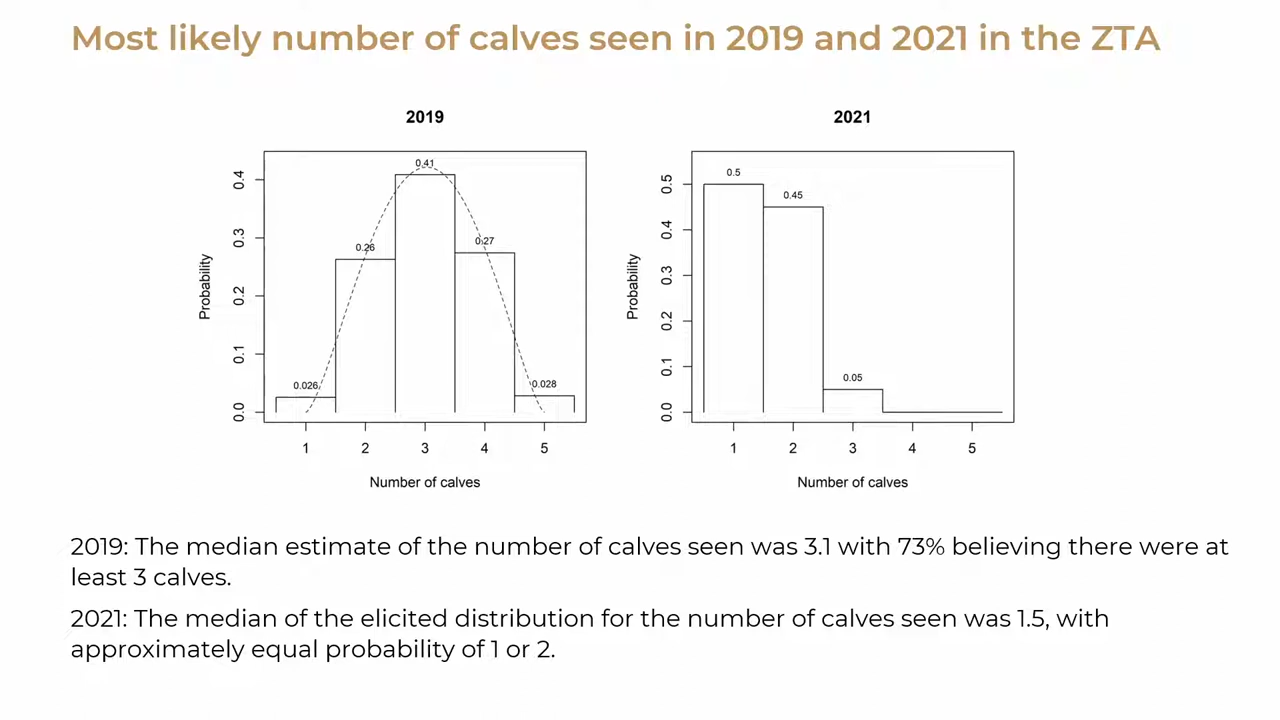 Most likely number of calves seen in 2019 and 2021 in the ZTA
2019
Probability
0.0
0.1
0.2
0.3
0.4
0.026
0.26
0.41
0.27
0.028
1 2 3 4 5
Number of calves
2021
Probability
0.0
0.1
0.2
0.3
0.4
0.5
0.5
0.45
0.05
1 2 3 4 5
Number of calves
2019: The median estimate of the number of calves seen was 3.1 with 73% believing there were at
least 3 calves.
2021: The median of the elicited distribution for the number of calves seen was 1.5, with
approximately equal probability of 1 or 2.